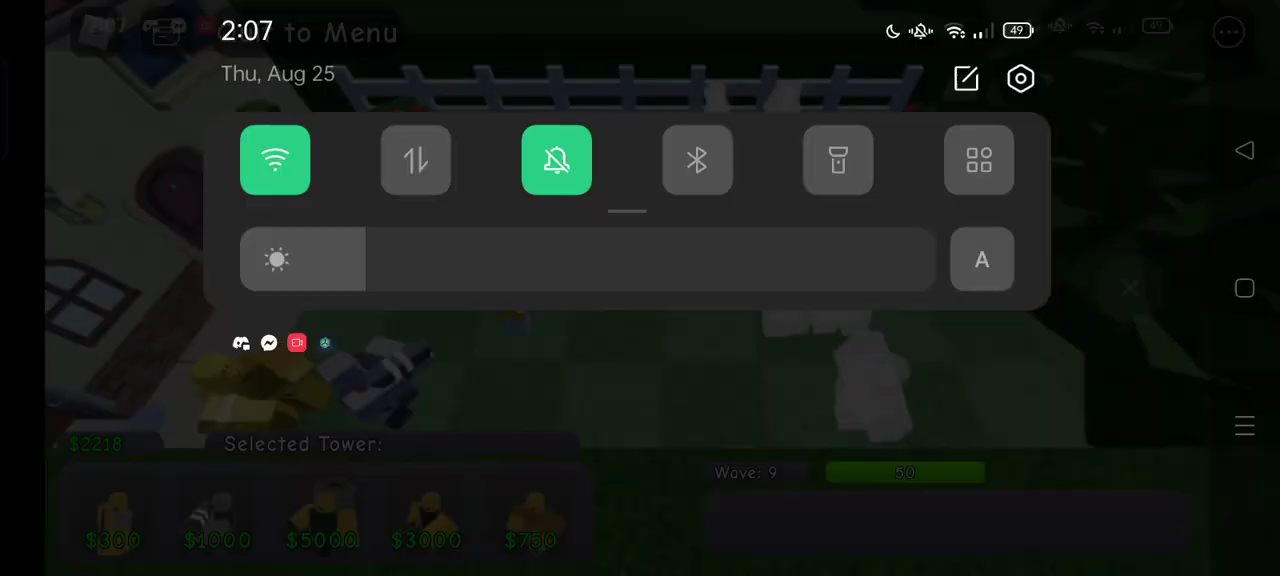 2:07
to Menu
49
Thu, Aug 25
A
$2218
Selected Tower:
Wave: 9
50
$300
$1000
$5000
$3000
$750